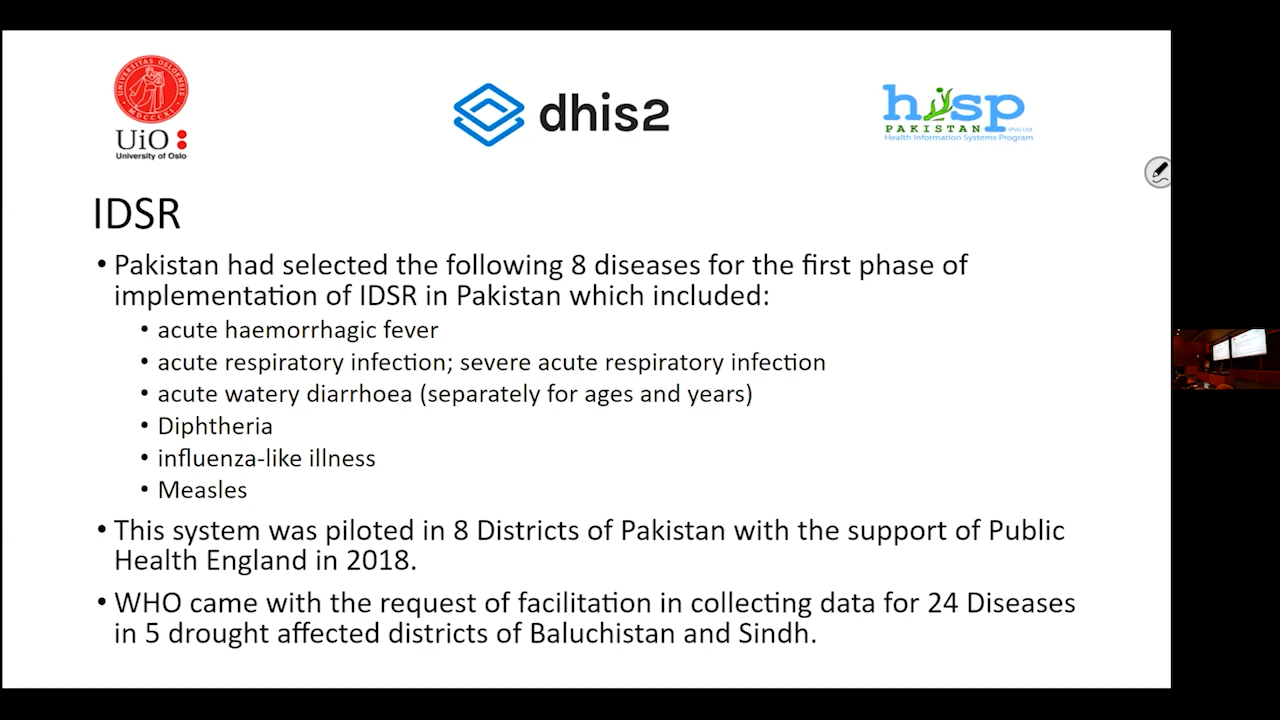 UNIVERSITAS OSLOENSIS
MDCCCXI
UiO
University of Oslo
dhis2
hisp
PAKISTAN (Pvt) Ltd
Health Information Systems Program
IDSR
• Pakistan had selected the following 8 diseases for the first phase of
implementation of IDSR in Pakistan which included:
• acute haemorrhagic fever
• acute respiratory infection; severe acute respiratory infection
• acute watery diarrhoea (separately for ages and years)
• Diphtheria
• influenza-like illness
• Measles
• This system was piloted in 8 Districts of Pakistan with the support of Public
Health England in 2018.
• WHO came with the request of facilitation in collecting data for 24 Diseases
in 5 drought affected districts of Baluchistan and Sindh.